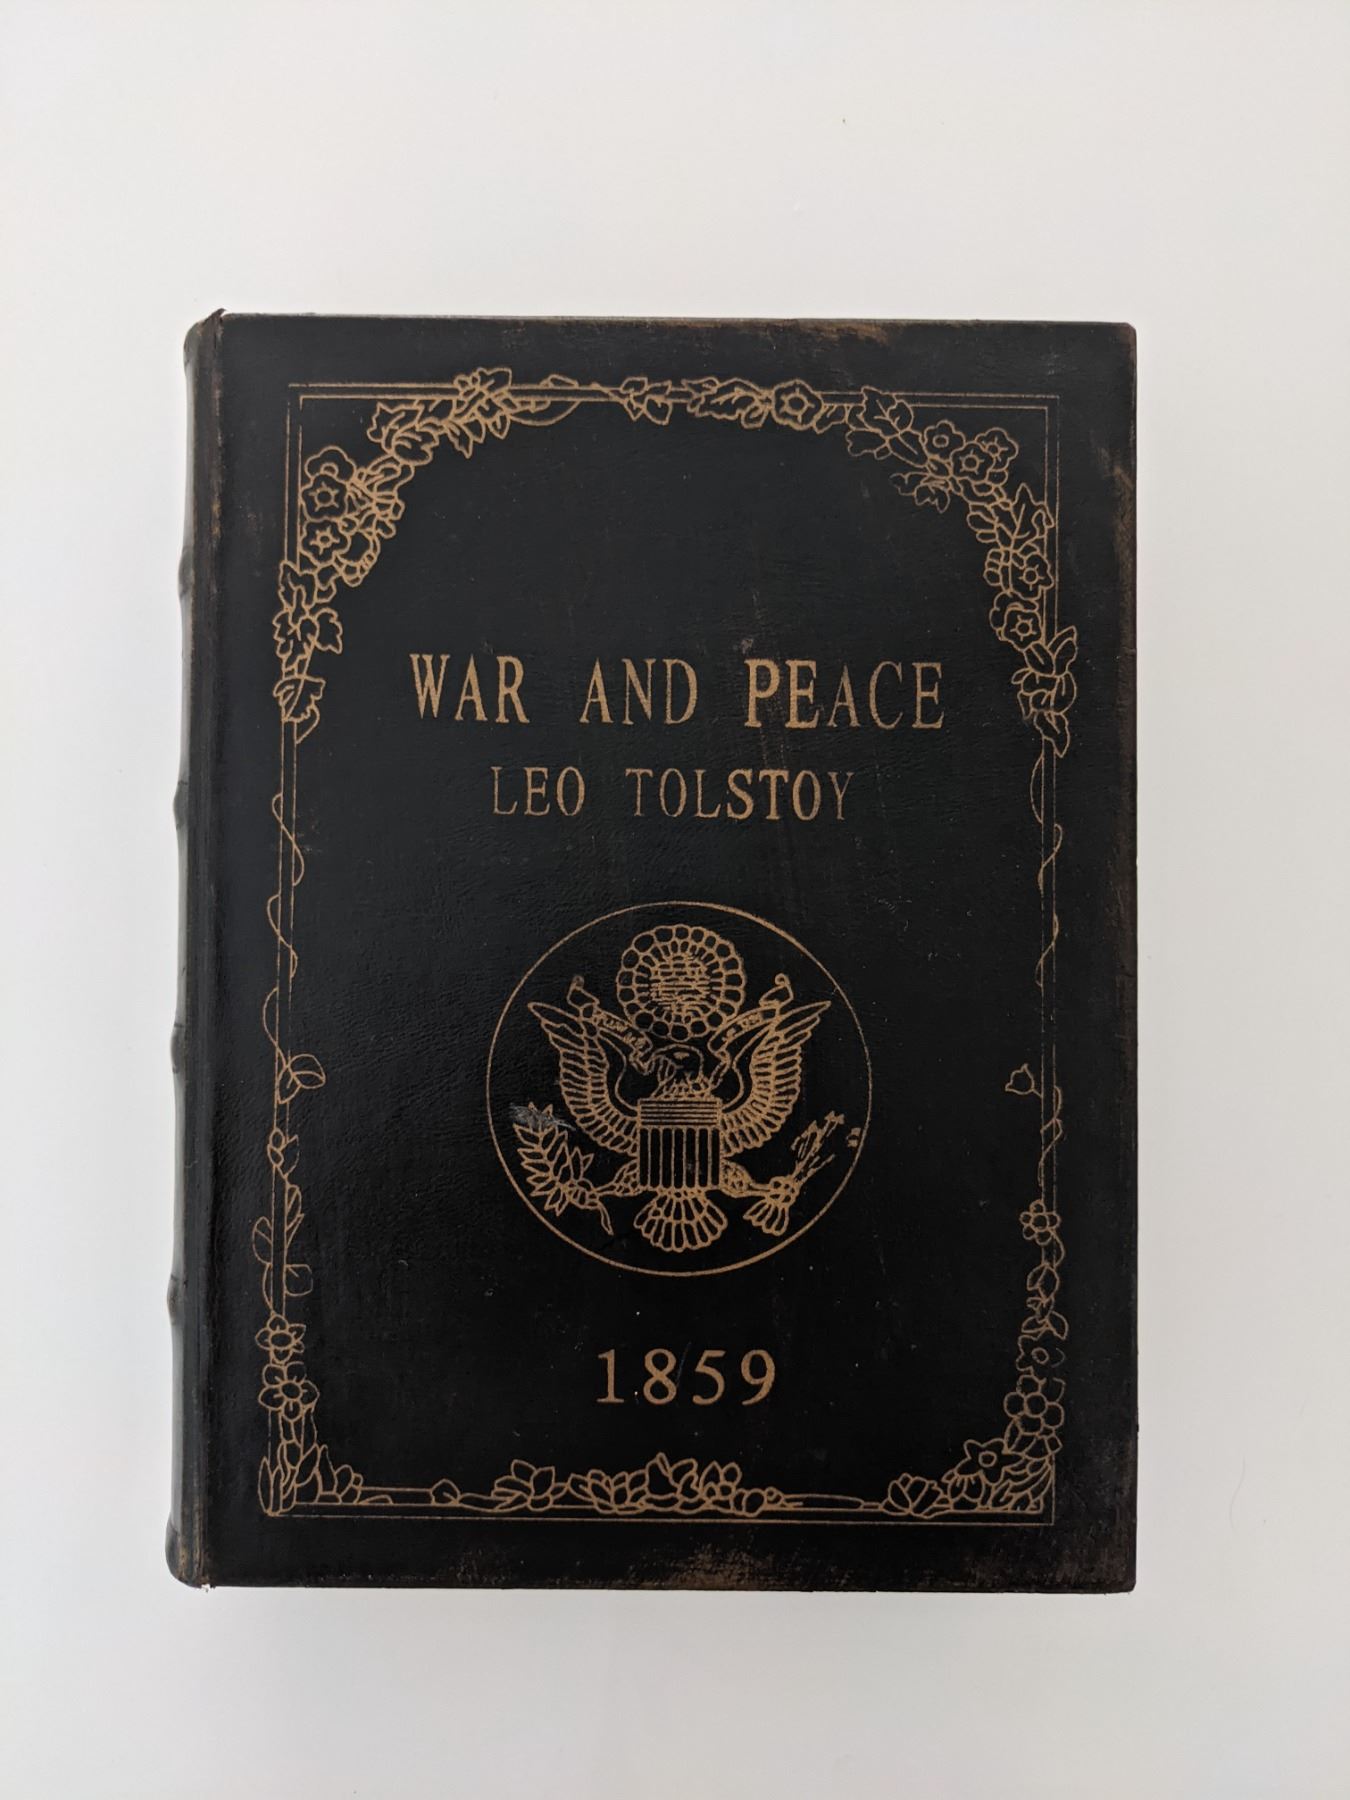 WAR AND PEACE
LEO TOLSTOY
1859